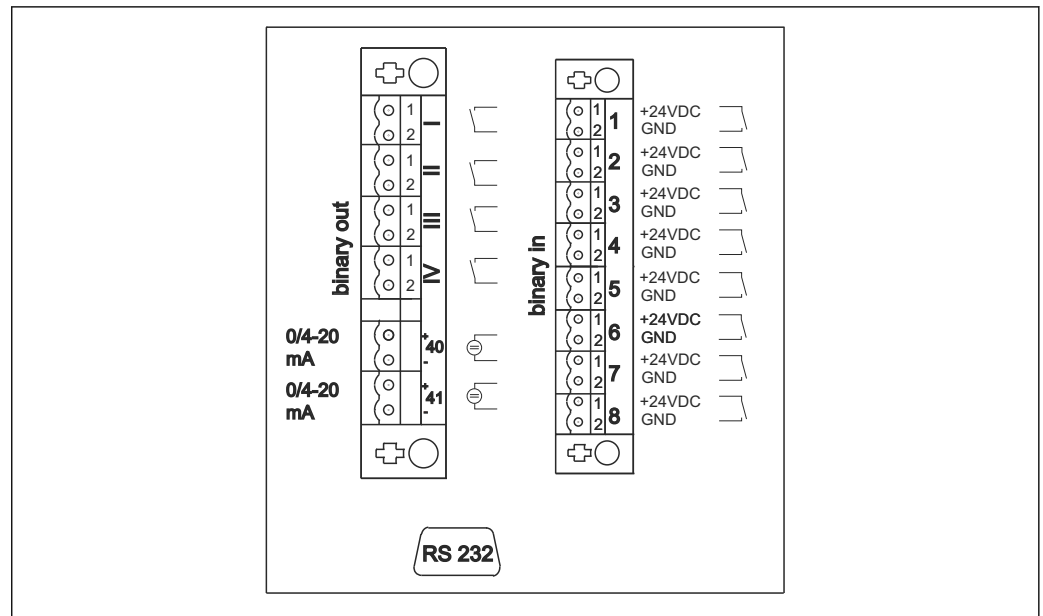 binary out
1
2
I
1
2
II
1
2
III
1
2
IV
0/4-20
mA
+
40
-
0/4-20
mA
+
41
-
binary in
1
2
1
+24VDC
GND
1
2
2
+24VDC
GND
1
2
3
+24VDC
GND
1
2
4
+24VDC
GND
1
2
5
+24VDC
GND
1
2
6
+24VDC
GND
1
2
7
+24VDC
GND
1
2
8
+24VDC
GND
RS 232